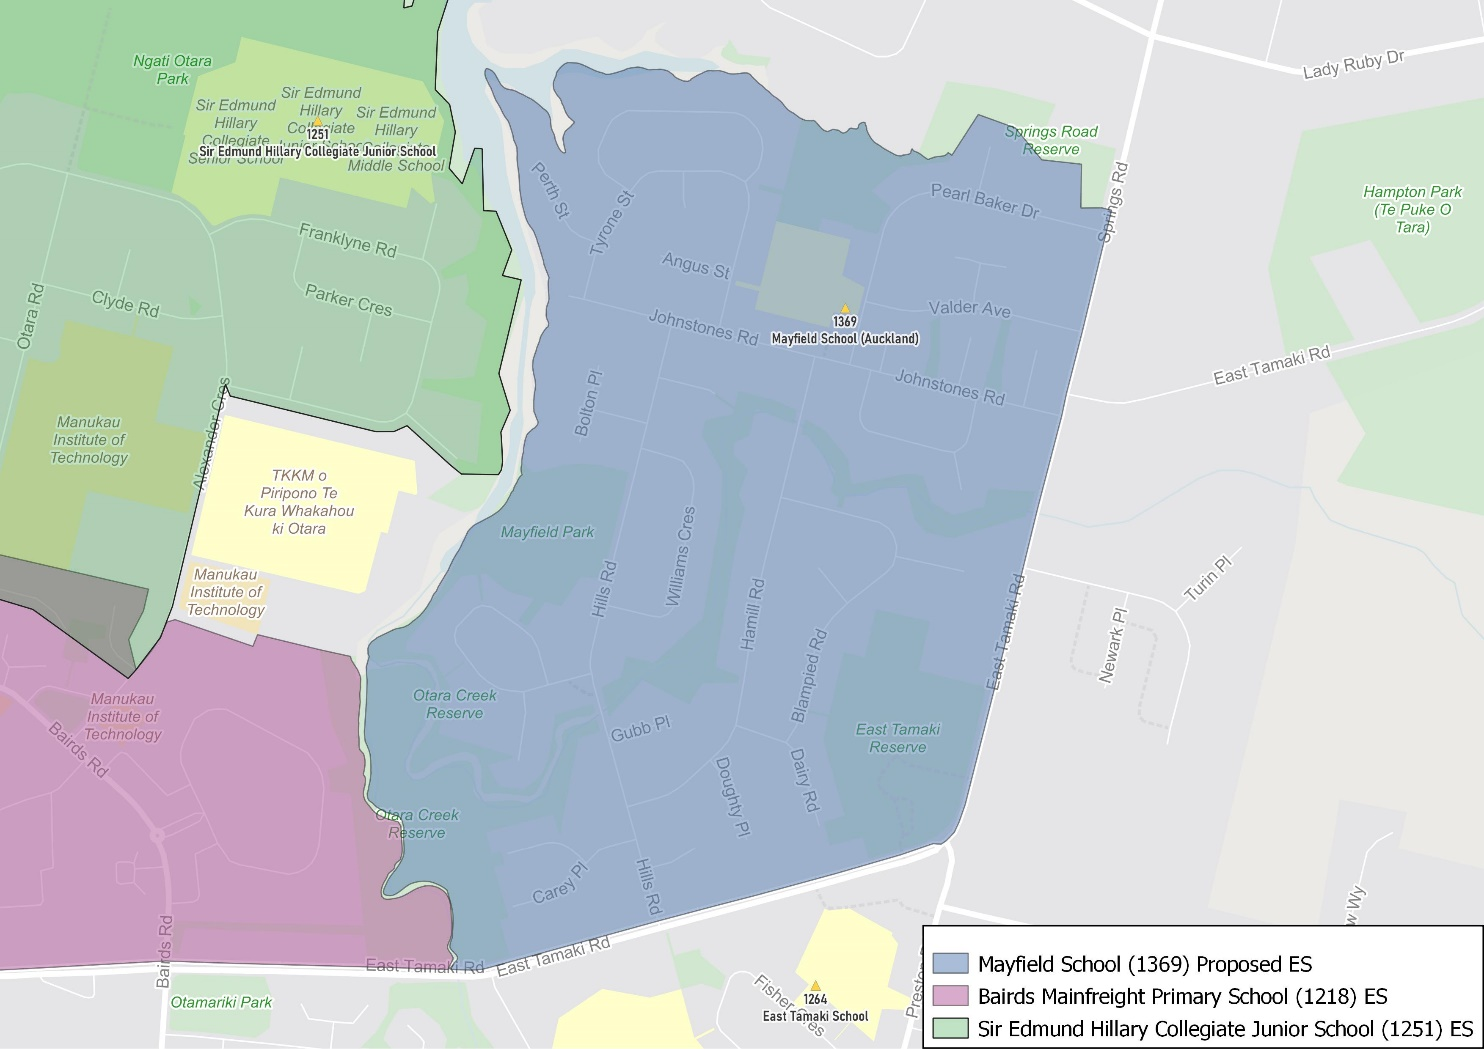 Ngati Otara
Park
Sir Edmund
Hillary
Collegiate
Senior School
Sir Edmund
Hillary
Collegiate
Junior School
Sir Edmund
Hillary
Collegiate
Middle School
1251
Sir Edmund Hillary Collegiate Junior School
Lady Ruby Dr
Springs Road
Reserve
Springs Rd
Hampton Park
(Te Puke O
Tara)
Perth St
Tyrone St
Pearl Baker Dr
Franklyne Rd
Angus St
Parker Cres
Clyde Rd
Otara Rd
Valder Ave
1369
Mayfield School (Auckland)
Johnstones Rd
Johnstones Rd
East Tamaki Rd
Bolton Pl
Alexander Cres
Manukau
Institute of
Technology
TKKM o
Piripono Te
Kura Whakahou
ki Otara
Mayfield Park
Williams Cres
Hills Rd
Hamill Rd
Manukau
Institute of
Technology
Turin Pl
Newark Pl
East Tamaki Rd
Blampied Rd
Otara Creek
Reserve
Manukau
Institute of
Technology
Bairds Rd
Gubb Pl
East Tamaki
Reserve
Doughty Pl
Dairy Rd
Otara Creek
Reserve
Carey Pl
Hills Rd
Bairds Rd
East Tamaki Rd
East Tamaki Rd
w Wy
Otamariki Park
Fisher Cres
1264
East Tamaki School
Preston
Mayfield School (1369) Proposed ES
Bairds Mainfreight Primary School (1218) ES
Sir Edmund Hillary Collegiate Junior School (1251) ES